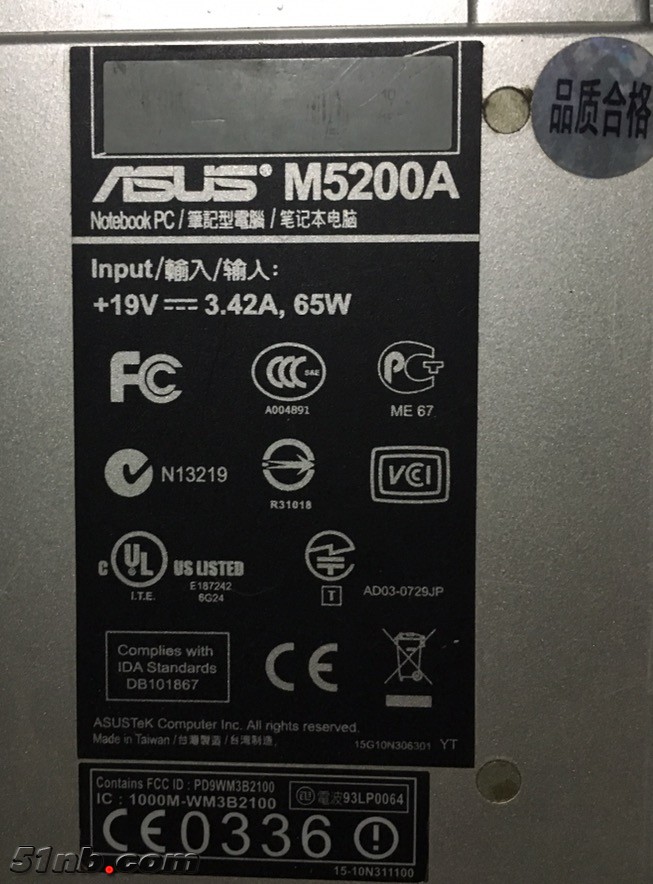 品质合格
ASUS® M5200A
Notebook PC / 筆記型電腦 / 笔记本电脑
Input/輸入/输入:
+19V 3.42A, 65W
FC
CCC S&E
A004891
PCT
ME 67
N13219
R31018
VCI
C UL US LISTED
I.T.E.
E187242
6G24
T
AD03-0729JP
Complies with
IDA Standards
DB101867
CE
ASUSTeK Computer Inc. All rights reserved.
Made in Taiwan / 台灣製造 / 台湾制造.
15G10N306301 YT
Contains FCC ID : PD9WM3B2100
IC : 1000M-WM3B2100
電波93LP0064
CE0336
15-10N311100
51nb.com